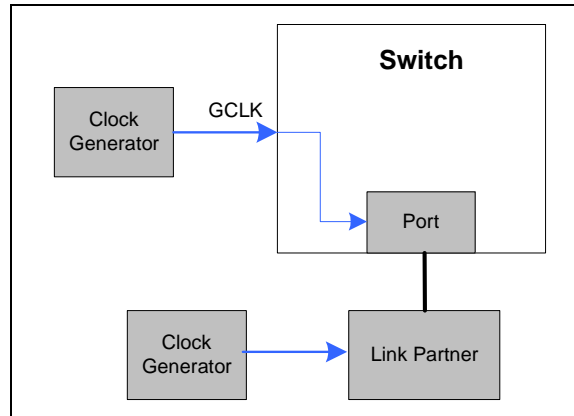 Switch
Clock
Generator
GCLK
Port
Clock
Generator
Link Partner